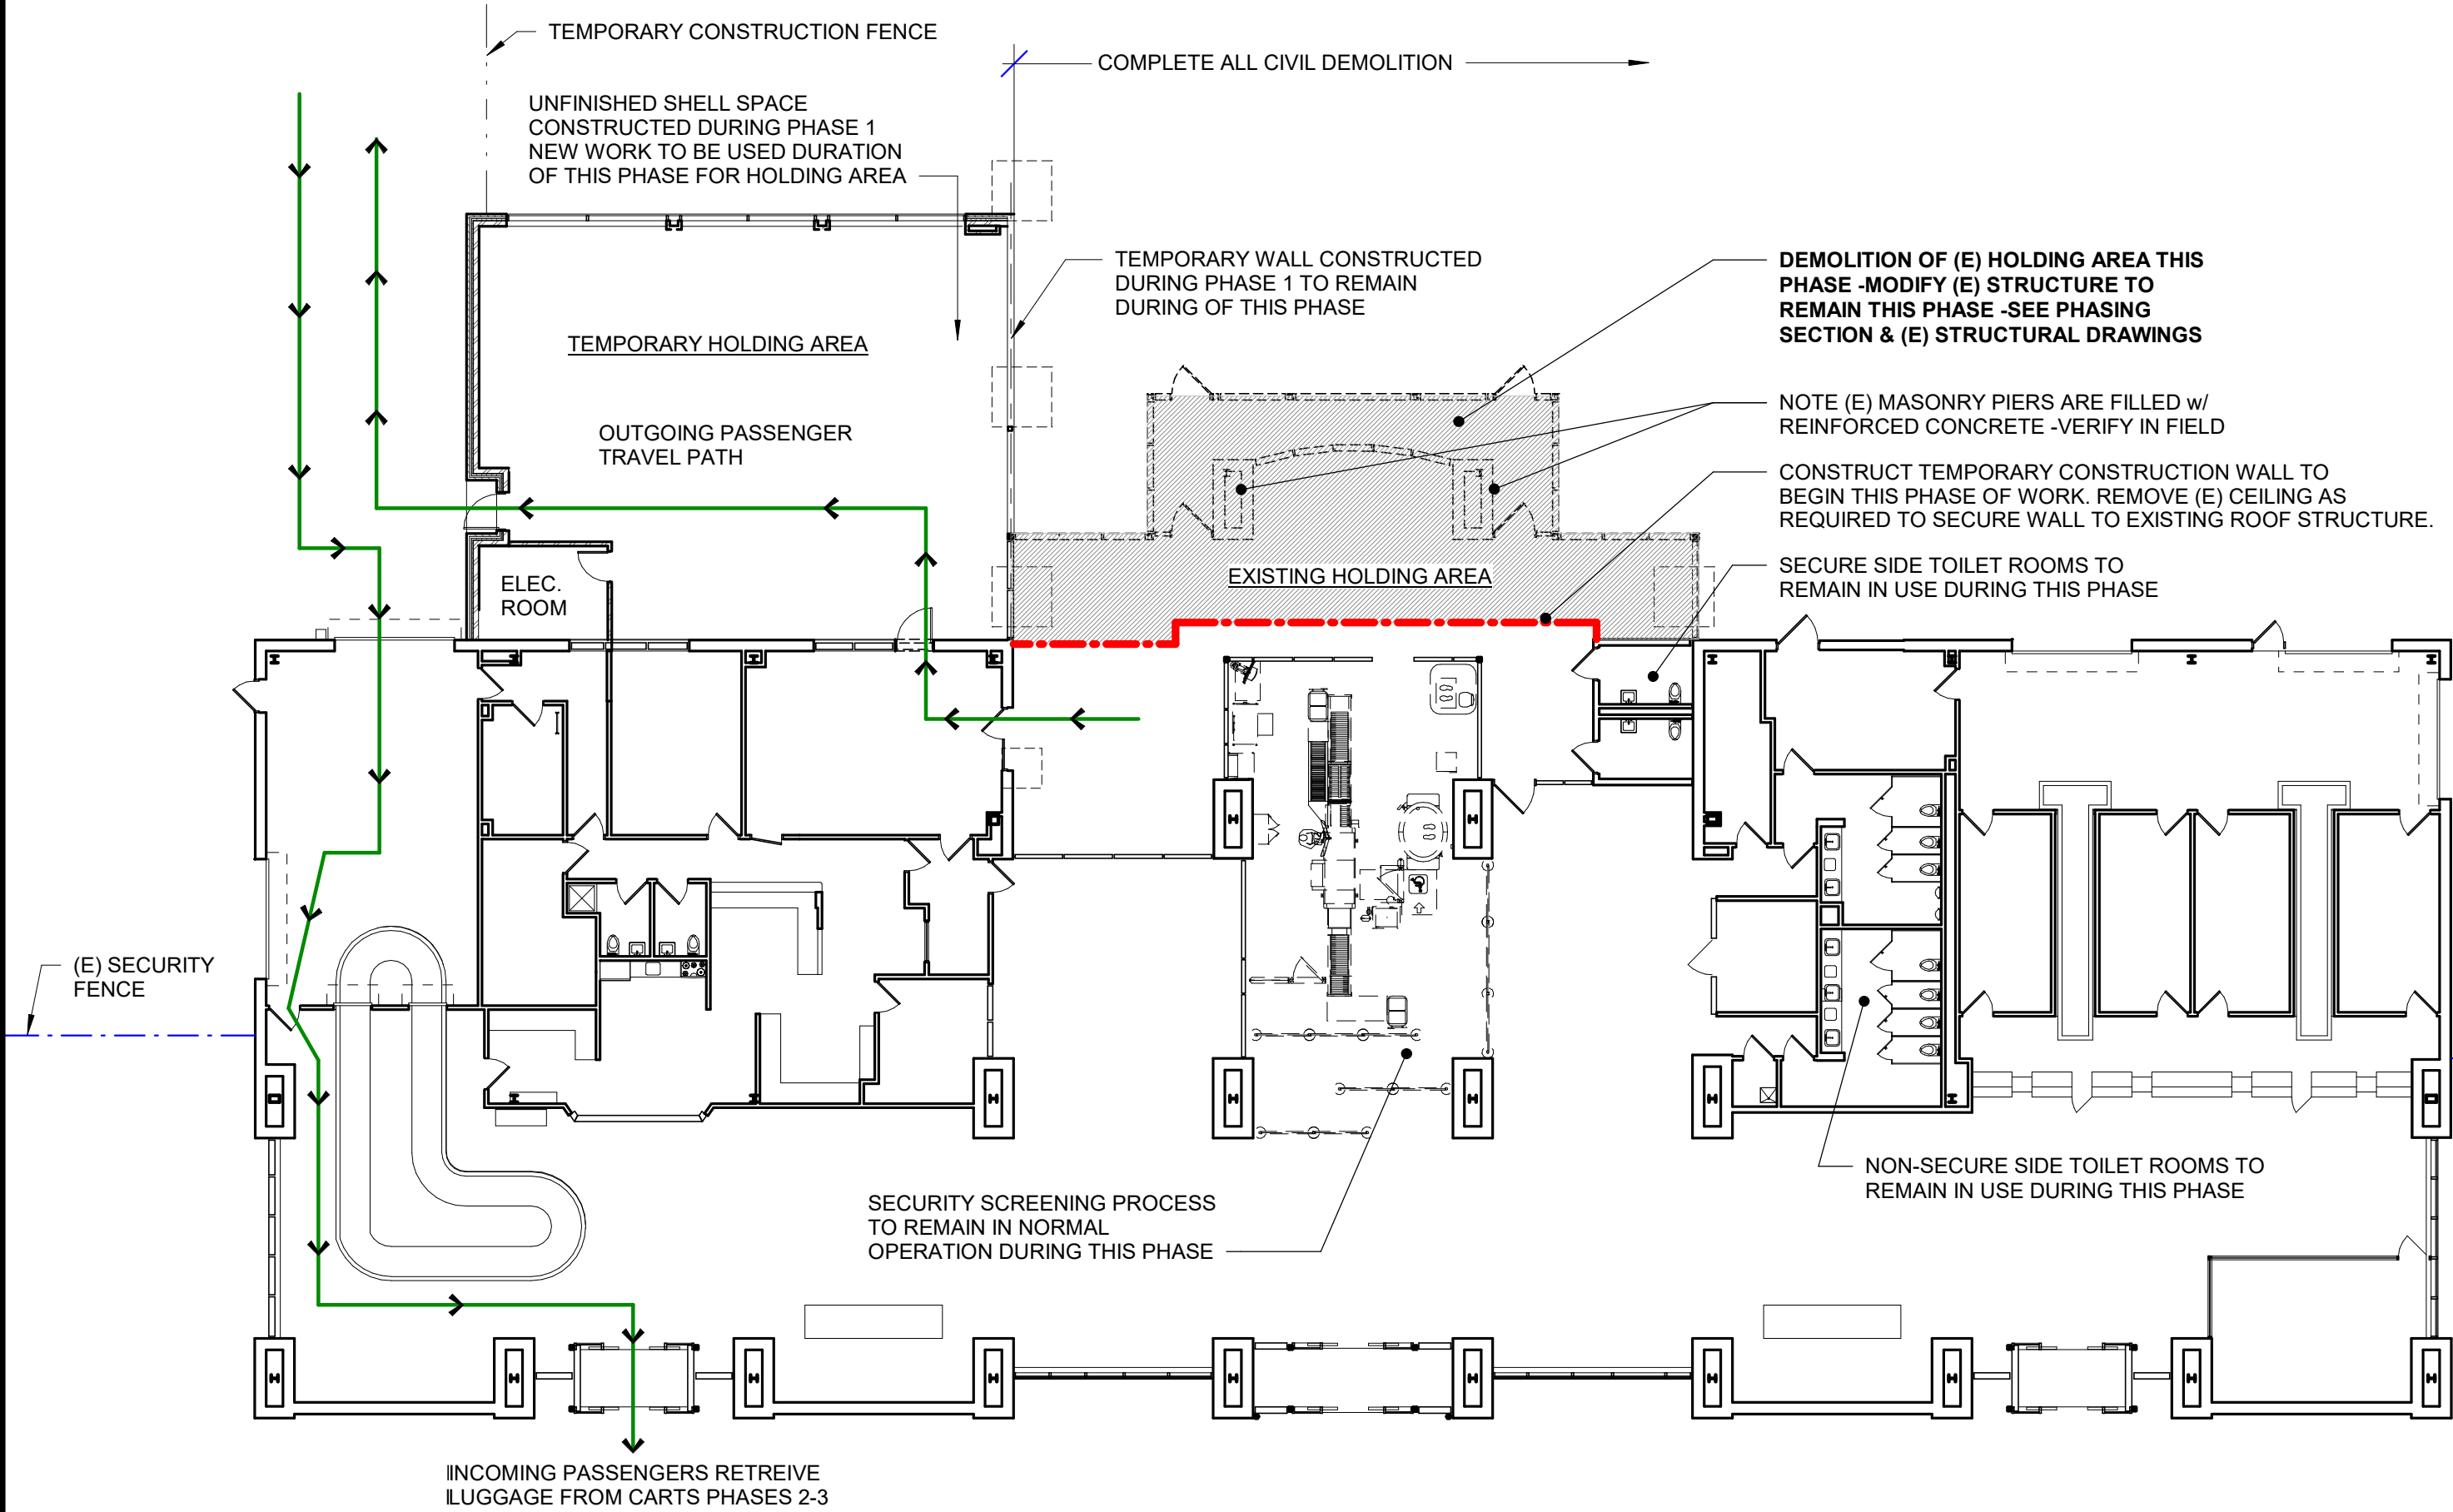 TEMPORARY CONSTRUCTION FENCE
COMPLETE ALL CIVIL DEMOLITION
UNFINISHED SHELL SPACE
CONSTRUCTED DURING PHASE 1
NEW WORK TO BE USED DURATION
OF THIS PHASE FOR HOLDING AREA
TEMPORARY WALL CONSTRUCTED
DURING PHASE 1 TO REMAIN
DURING OF THIS PHASE
DEMOLITION OF (E) HOLDING AREA THIS
PHASE -MODIFY (E) STRUCTURE TO
REMAIN THIS PHASE -SEE PHASING
SECTION & (E) STRUCTURAL DRAWINGS
TEMPORARY HOLDING AREA
NOTE (E) MASONRY PIERS ARE FILLED w/
REINFORCED CONCRETE -VERIFY IN FIELD
OUTGOING PASSENGER
TRAVEL PATH
CONSTRUCT TEMPORARY CONSTRUCTION WALL TO
BEGIN THIS PHASE OF WORK. REMOVE (E) CEILING AS
REQUIRED TO SECURE WALL TO EXISTING ROOF STRUCTURE.
ELEC.
ROOM
EXISTING HOLDING AREA
SECURE SIDE TOILET ROOMS TO
REMAIN IN USE DURING THIS PHASE
(E) SECURITY
FENCE
NON-SECURE SIDE TOILET ROOMS TO
REMAIN IN USE DURING THIS PHASE
SECURITY SCREENING PROCESS
TO REMAIN IN NORMAL
OPERATION DURING THIS PHASE
INCOMING PASSENGERS RETREIVE
LUGGAGE FROM CARTS PHASES 2-3